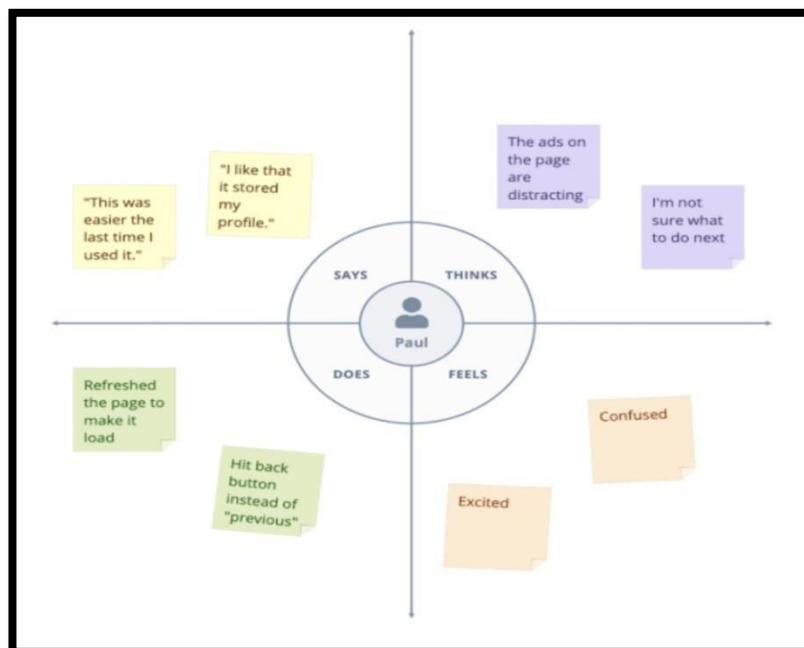 "This was
easier the
last time I
used it."
"I like that
it stored
my
profile."
The ads on
the page
are
distracting
I'm not
sure what
to do next
SAYS
THINKS
Paul
DOES
FEELS
Refreshed
the page to
make it
load
Hit back
button
instead of
"previous"
Excited
Confused